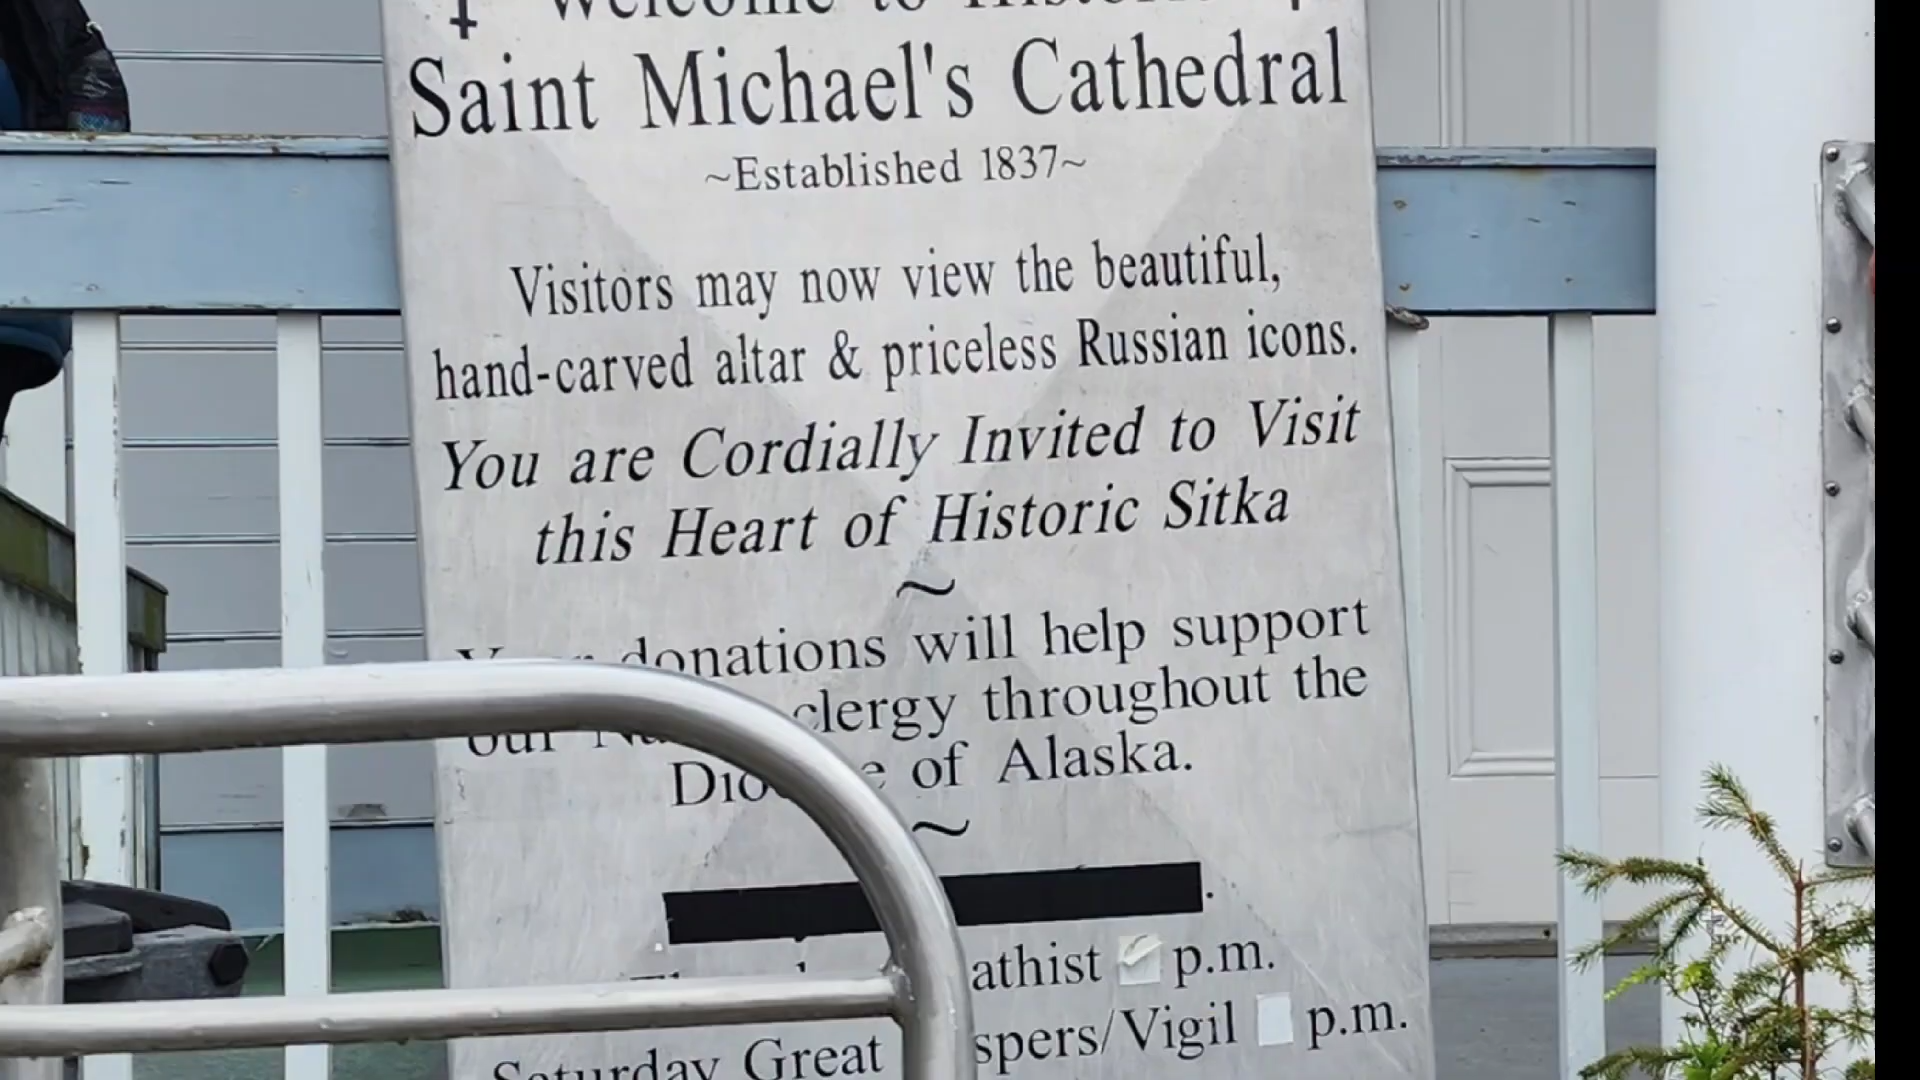 Welcome to Historic
Saint Michael's Cathedral
~Established 1837~
Visitors may now view the beautiful,
hand-carved altar & priceless Russian icons.
You are Cordially Invited to Visit
this Heart of Historic Sitka
~
donations will help support
our clergy throughout the
of Alaska.
~
p.m.
Saturday Great /Vigil p.m.